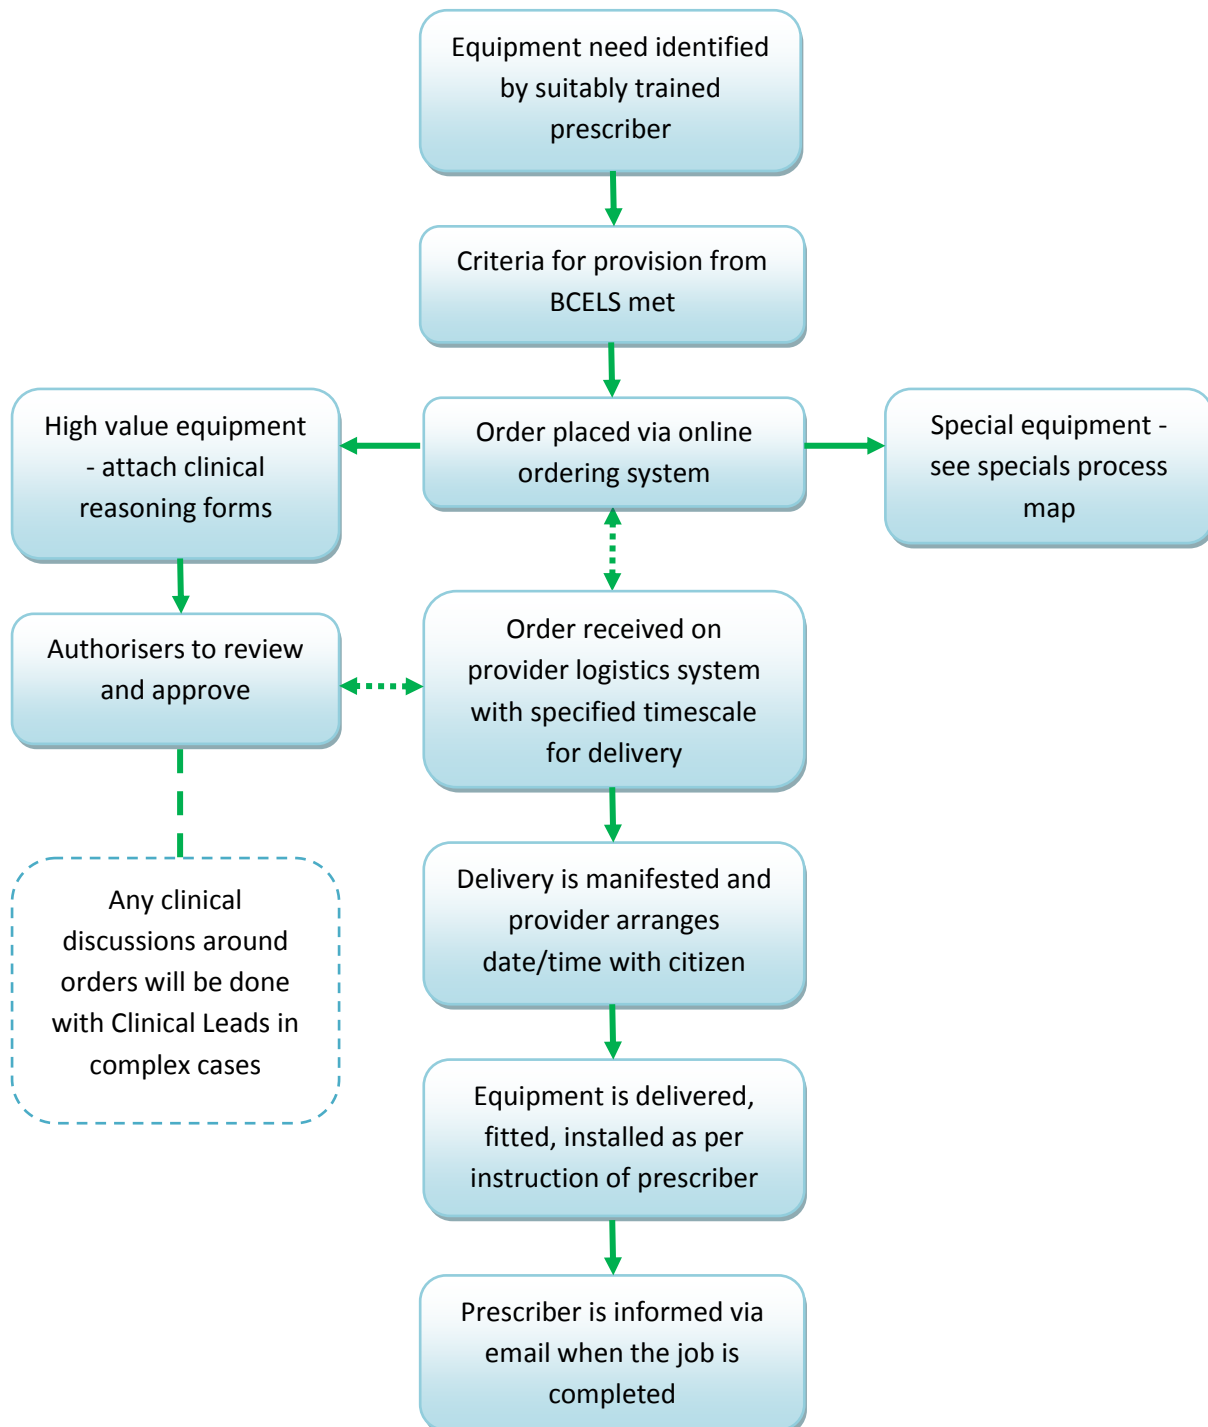 Equipment need identified
by suitably trained
prescriber
Criteria for provision from
BCELS met
High value equipment
- attach clinical
reasoning forms
Order placed via online
ordering system
Special equipment -
see specials process
map
Authorisers to review
and approve
Order received on
provider logistics system
with specified timescale
for delivery
Any clinical
discussions around
orders will be done
with Clinical Leads in
complex cases
Delivery is manifested and
provider arranges
date/time with citizen
Equipment is delivered,
fitted, installed as per
instruction of prescriber
Prescriber is informed via
email when the job is
completed